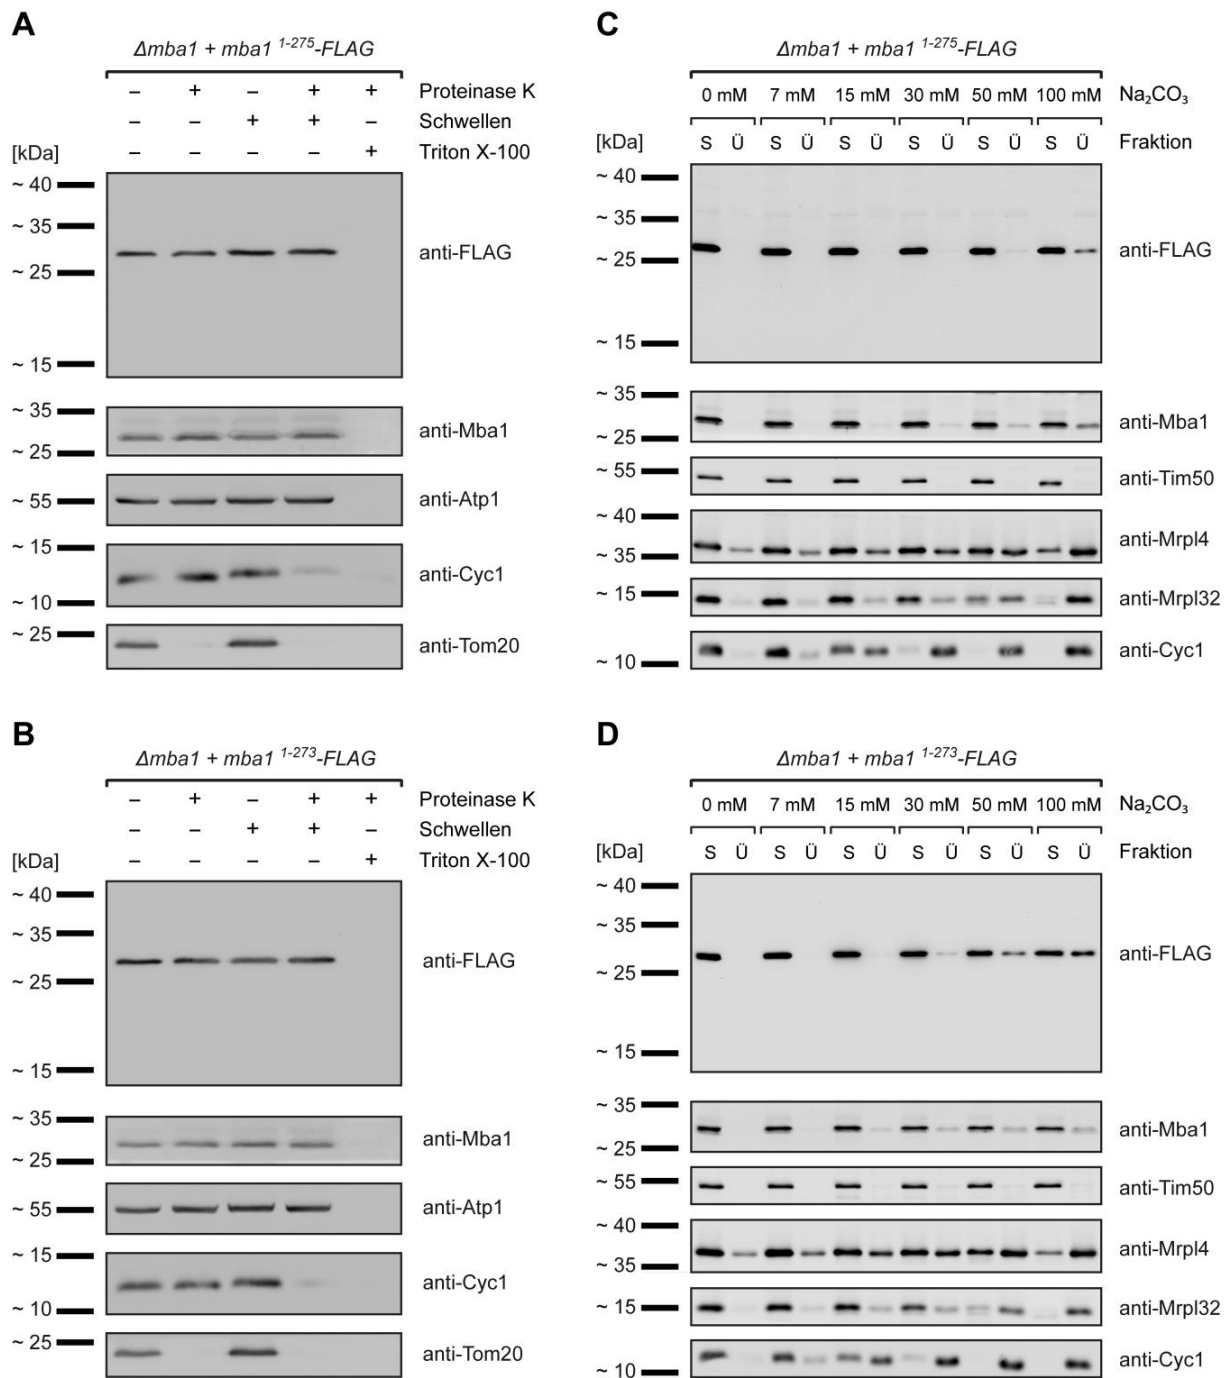 A
Δmba1 + mba1 1-275-FLAG
– + – + + Proteinase K
– – + + – Schwellen
[kDa] – – – – + Triton X-100
~ 40
~ 35
anti-FLAG
~ 25
~ 15
~ 35
anti-Mba1
~ 25
~ 55 anti-Atp1
~ 15
anti-Cyc1
~ 10
~ 25
anti-Tom20
B
Δmba1 + mba1 1-273-FLAG
– + – + + Proteinase K
– – + + – Schwellen
[kDa] – – – – + Triton X-100
~ 40
~ 35
anti-FLAG
~ 25
~ 15
~ 35
anti-Mba1
~ 25
~ 55 anti-Atp1
~ 15
anti-Cyc1
~ 10
~ 25
anti-Tom20
C
Δmba1 + mba1 1-275-FLAG
0 mM 7 mM 15 mM 30 mM 50 mM 100 mM Na₂CO₃
[kDa] S Ü S Ü S Ü S Ü S Ü S Ü Fraktion
~ 40
~ 35
anti-FLAG
~ 25
~ 15
~ 35
anti-Mba1
~ 25
~ 55 anti-Tim50
~ 40
anti-Mrpl4
~ 35
~ 15 anti-Mrpl32
anti-Cyc1
~ 10
D
Δmba1 + mba1 1-273-FLAG
0 mM 7 mM 15 mM 30 mM 50 mM 100 mM Na₂CO₃
[kDa] S Ü S Ü S Ü S Ü S Ü S Ü Fraktion
~ 40
~ 35
anti-FLAG
~ 25
~ 15
~ 35
anti-Mba1
~ 25
~ 55 anti-Tim50
~ 40
anti-Mrpl4
~ 35
~ 15 anti-Mrpl32
anti-Cyc1
~ 10